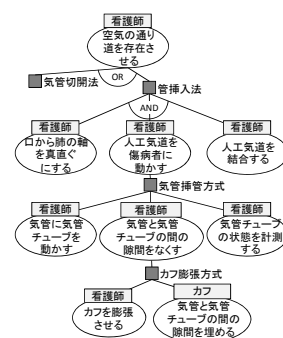 看護師
空気の通り
道を存在さ
せる
気管切開法
OR
管挿入法
AND
看護師
口から肺の軸
を真直ぐ
にする
看護師
人工気道を
傷病者に
動かす
看護師
人工気道を
結合する
気管挿管方式
看護師
気管に気管
チューブを
動かす
看護師
気管と気管
チューブの間の
隙間をなくす
看護師
気管チューブ
の状態を計測
する
カフ膨張方式
看護師
カフを膨張
させる
カフ
気管と気管
チューブの間の
隙間を埋める